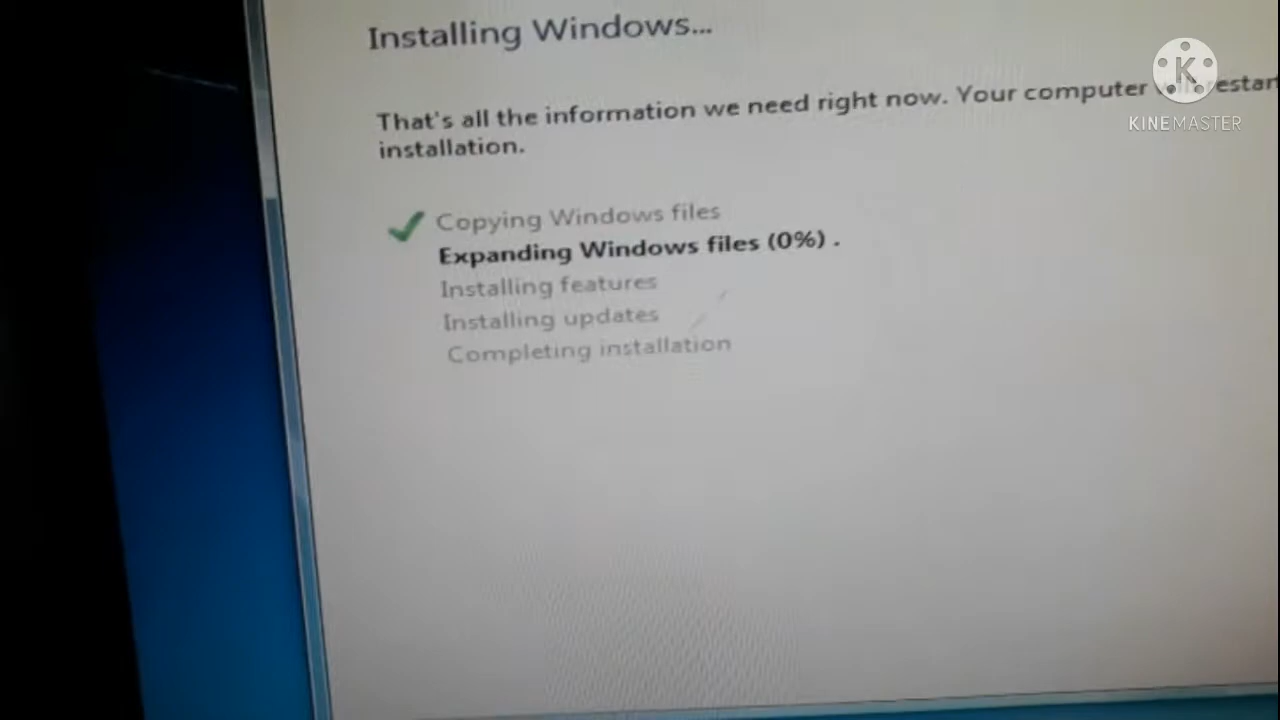 Installing Windows...
That's all the information we need right now. Your computer restar
installation.
Copying Windows files
Expanding Windows files (0%) .
Installing features
Installing updates
Completing installation
K
KINEMASTER